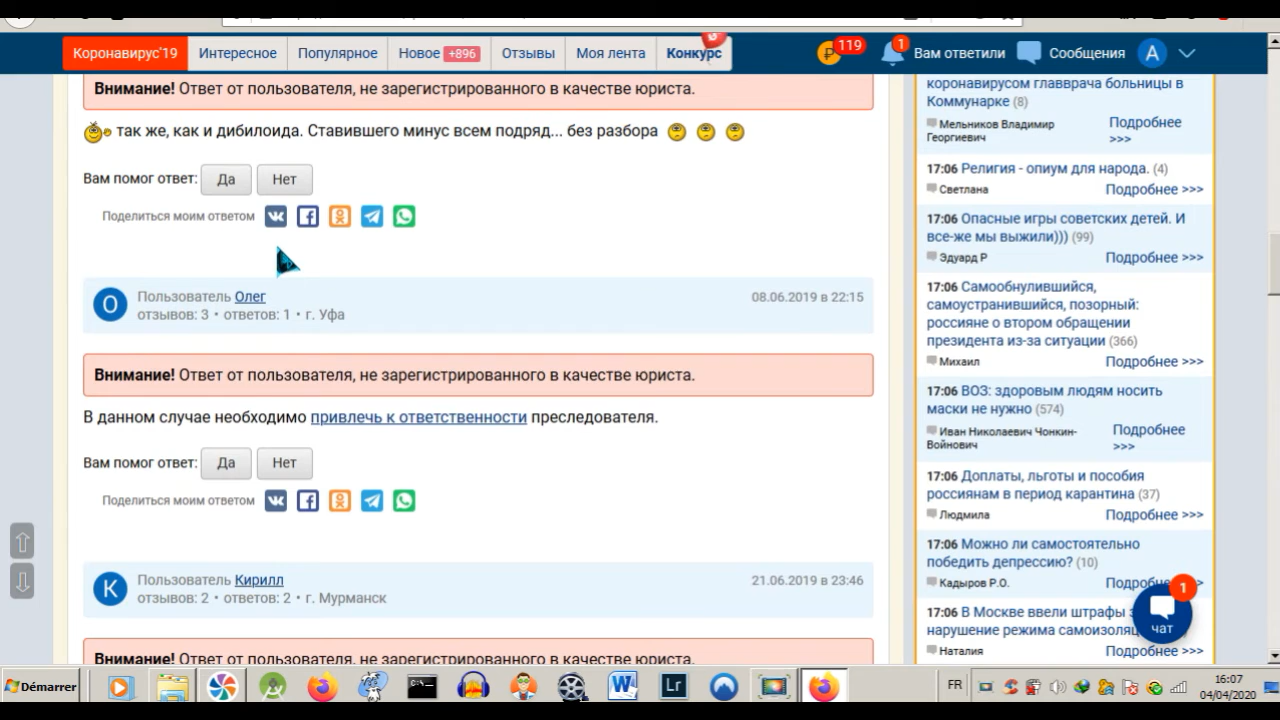 Коронавирус'19
Интересное
Популярное
Новое +896
Отзывы
Моя лента
Конкурс
119
1
Вам ответили
Сообщения
А
Внимание! Ответ от пользователя, не зарегистрированного в качестве юриста.
так же, как и дибилоида. Ставившего минус всем подряд... без разбора
Вам помог ответ: Да Нет
Поделиться моим ответом
О
Пользователь Олег
08.06.2019 в 22:15
отзывов: 3 • ответов: 1 • г. Уфа
Внимание! Ответ от пользователя, не зарегистрированного в качестве юриста.
В данном случае необходимо привлечь к ответственности преследователя.
Вам помог ответ: Да Нет
Поделиться моим ответом
К
Пользователь Кирилл
21.06.2019 в 23:46
отзывов: 2 • ответов: 2 • г. Мурманск
Внимание! Ответ от пользователя, не зарегистрированного в качестве юриста.
коронавирусом главврача больницы в
Коммунарке (8)
Мельников Владимир
Георгиевич
Подробнее
>>>
17:06 Религия - опиум для народа. (4)
Светлана
Подробнее >>>
17:06 Опасные игры советских детей. И
все-же мы выжили))) (99)
Эдуард Р
Подробнее >>>
17:06 Самообнулившийся,
самоустранившийся, позорный:
россияне о втором обращении
президента из-за ситуации (366)
Михаил
Подробнее >>>
17:06 ВОЗ: здоровым людям носить
маски не нужно (574)
Иван Николаевич Чонкин-
Войнович
Подробнее
>>>
17:06 Доплаты, льготы и пособия
россиянам в период карантина (37)
Людмила
Подробнее >>>
17:06 Можно ли самостоятельно
победить депрессию? (10)
Кадыров Р.О.
17:06 В Москве ввели штрафы
нарушение режима
Наталия
Подробнее >>>
1
чат
Démarrer
W
Lr
FR
16:07
04/04/2020